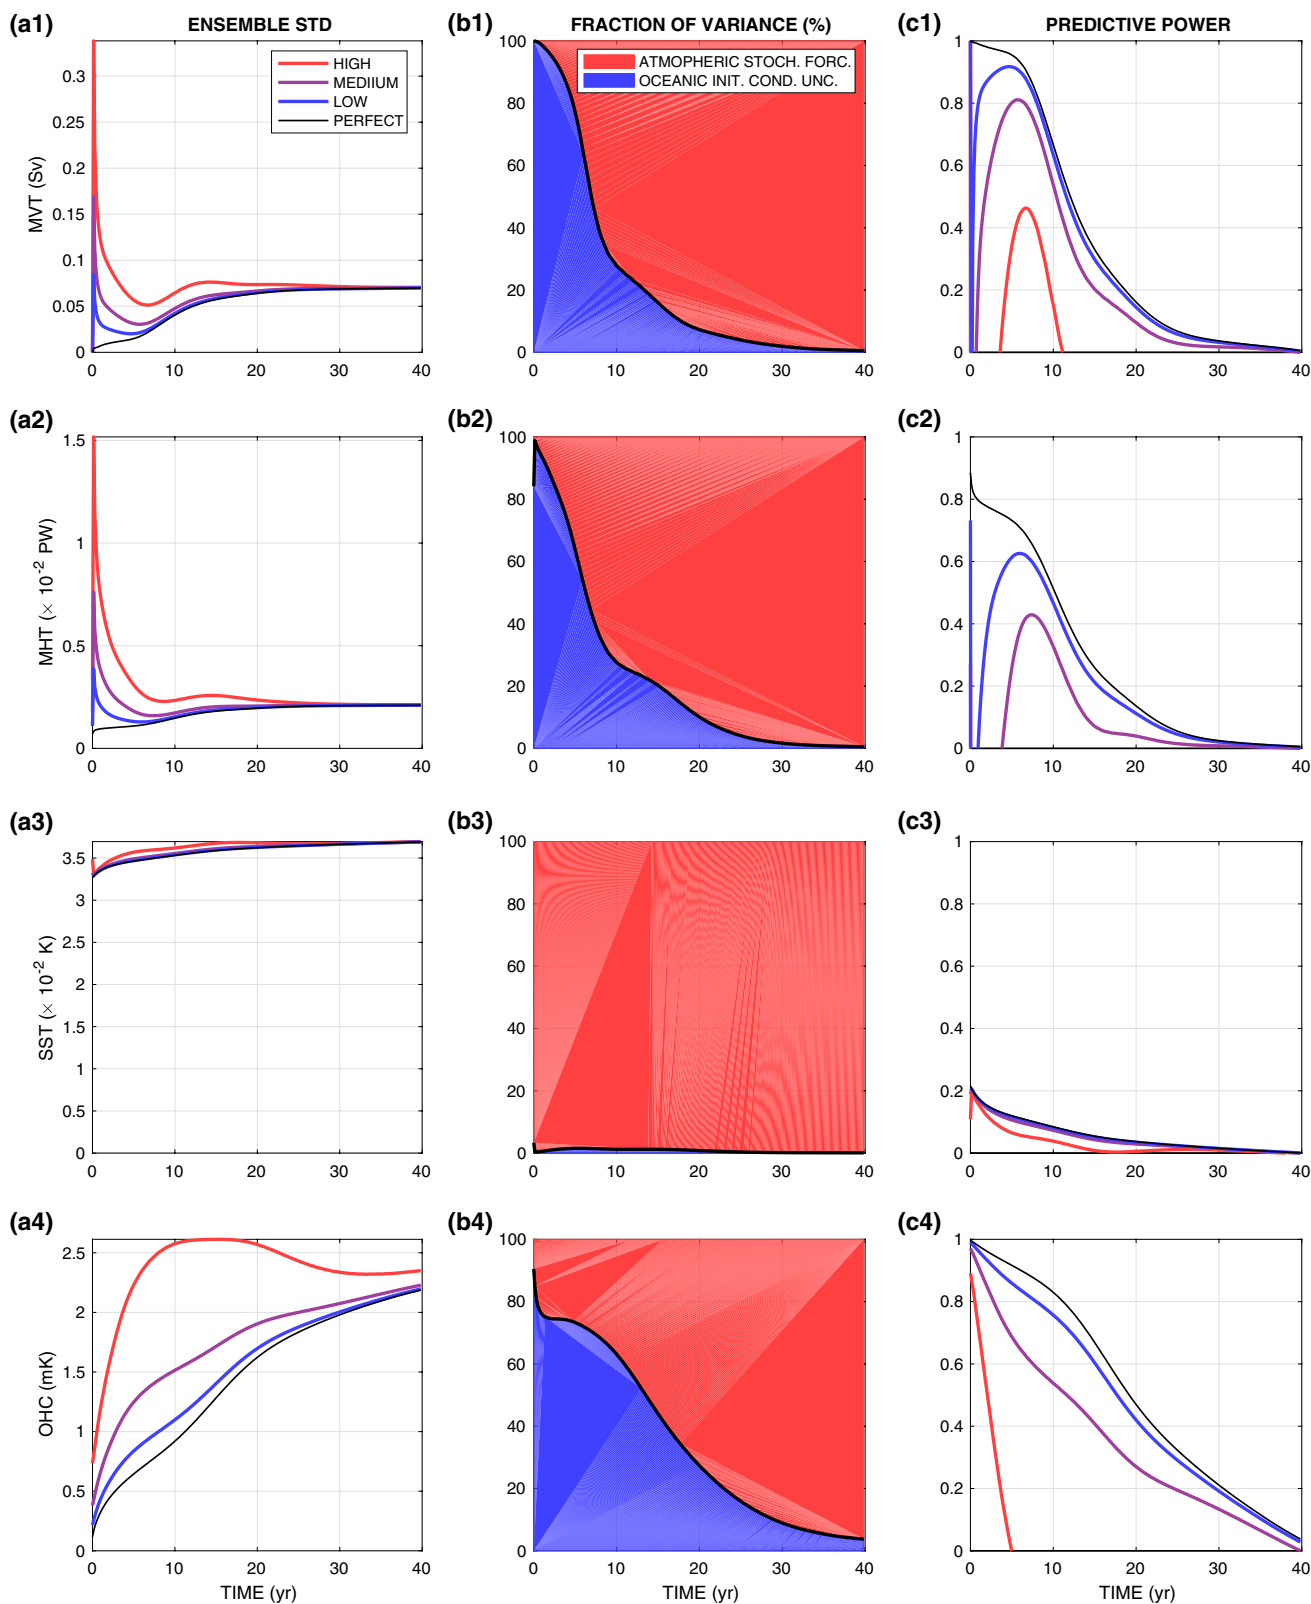 (a1) ENSEMBLE STD (b1) FRACTION OF VARIANCE (%) (c1) PREDICTIVE POWER
MVT (Sv)
0.3
0.25
0.2
0.15
0.1
0.05
0
0 10 20 30 40
HIGH
MEDIIUM
LOW
PERFECT
100
80
60
40
20
0
0 10 20 30 40
ATMOPHERIC STOCH. FORC.
OCEANIC INIT. COND. UNC.
1
0.8
0.6
0.4
0.2
0
0 10 20 30 40
(a2) (b2) (c2)
MHT (× 10-2 PW)
1.5
1
0.5
0
0 10 20 30 40
100
80
60
40
20
0
0 10 20 30 40
1
0.8
0.6
0.4
0.2
0
0 10 20 30 40
(a3) (b3) (c3)
SST (× 10-2 K)
3.5
3
2.5
2
1.5
1
0.5
0
0 10 20 30 40
100
80
60
40
20
0
0 10 20 30 40
1
0.8
0.6
0.4
0.2
0
0 10 20 30 40
(a4) (b4) (c4)
OHC (mK)
2.5
2
1.5
1
0.5
0
0 10 20 30 40
TIME (yr)
100
80
60
40
20
0
0 10 20 30 40
TIME (yr)
1
0.8
0.6
0.4
0.2
0
0 10 20 30 40
TIME (yr)